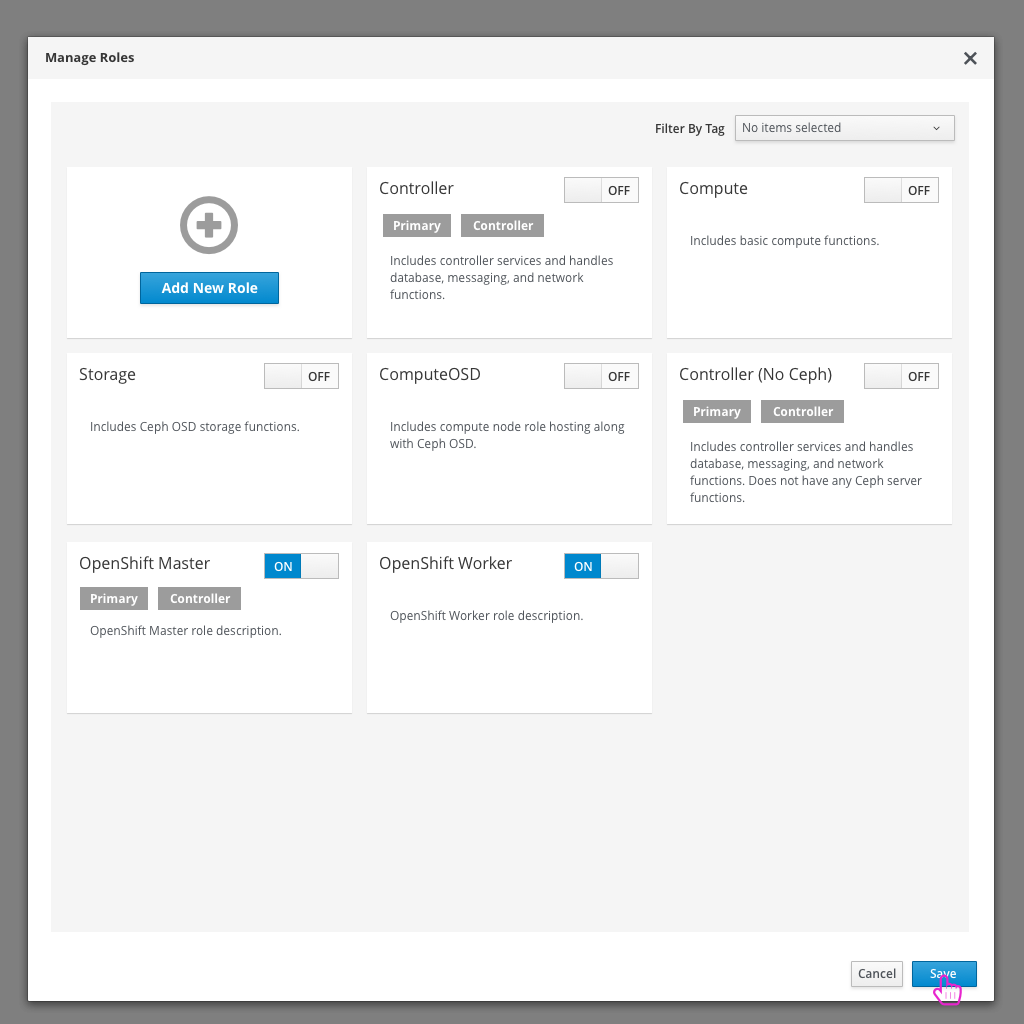 Manage Roles
Filter By Tag
No items selected
Add New Role
Controller
OFF
Primary
Controller
Includes controller services and handles
database, messaging, and network
functions.
Compute
OFF
Includes basic compute functions.
Storage
OFF
Includes Ceph OSD storage functions.
ComputeOSD
OFF
Includes compute node role hosting along
with Ceph OSD.
Controller (No Ceph)
OFF
Primary
Controller
Includes controller services and handles
database, messaging, and network
functions. Does not have any Ceph server
functions.
OpenShift Master
ON
Primary
Controller
OpenShift Master role description.
OpenShift Worker
ON
OpenShift Worker role description.
Cancel
Save